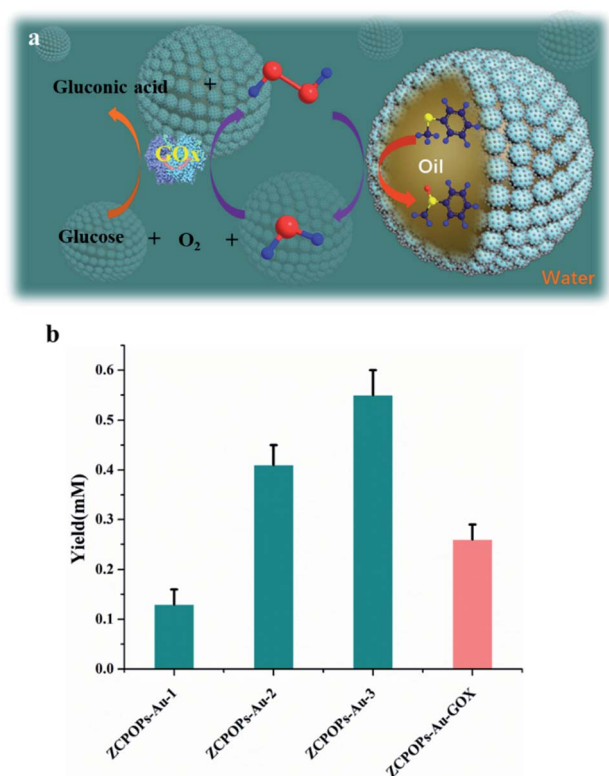 a
Gluconic acid +
GOx
Oil
Glucose + O2 +
Water
b
Yield(mM)
0.6
0.5
0.4
0.3
0.2
0.1
0.0
ZCPOPs-Au-1
ZCPOPs-Au-2
ZCPOPs-Au-3
ZCPOPs-Au-GOX